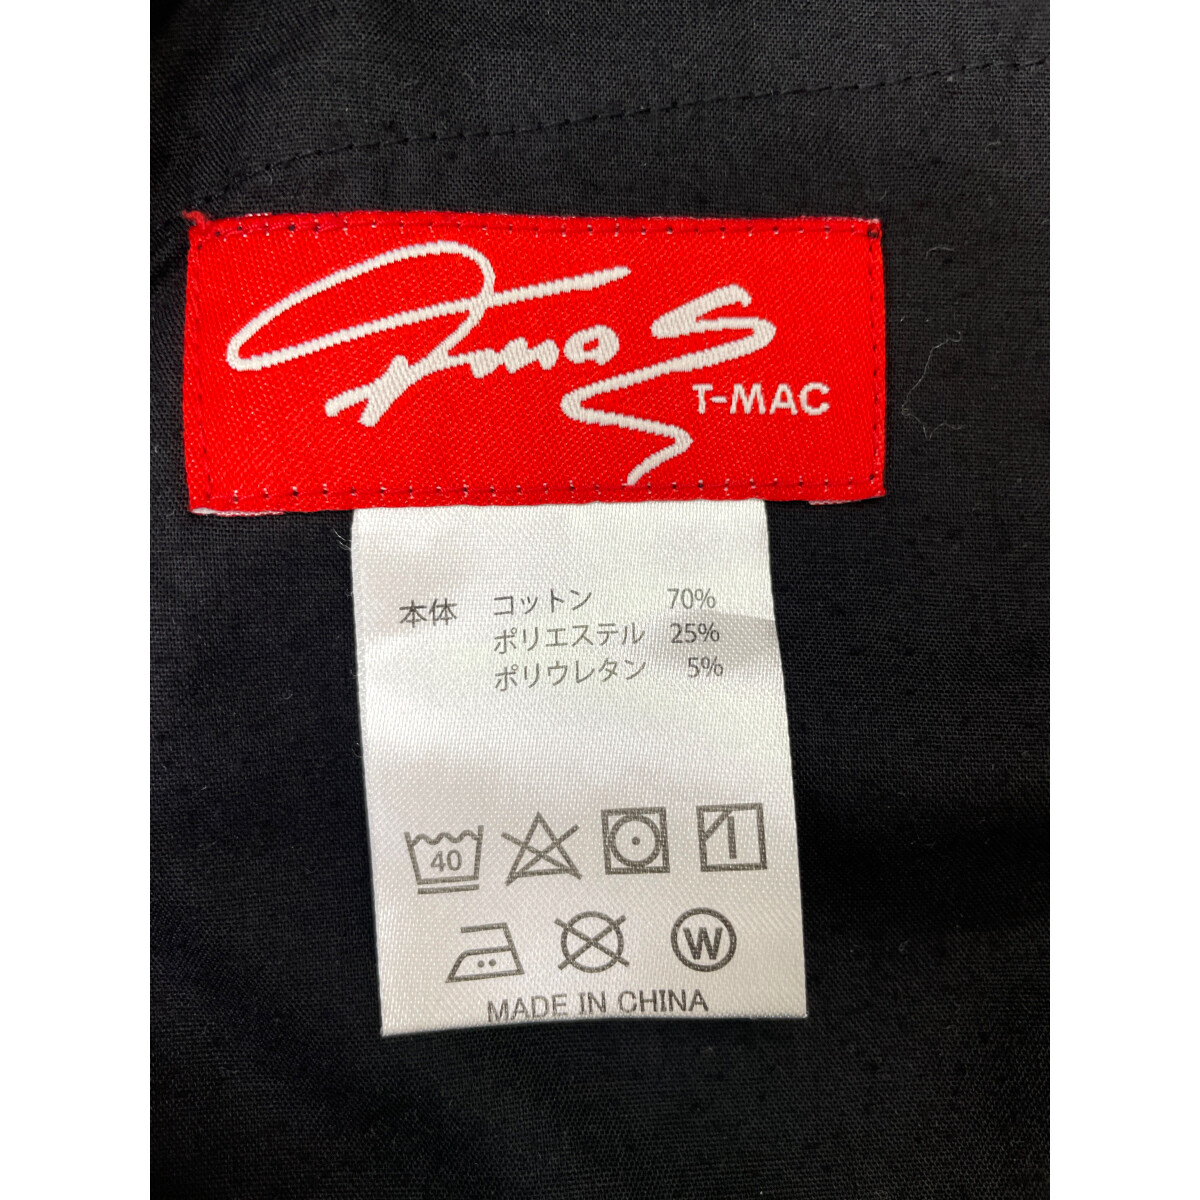 T-MAC
本体 コットン 70%
ポリエステル 25%
ポリウレタン 5%
40
W
MADE IN CHINA